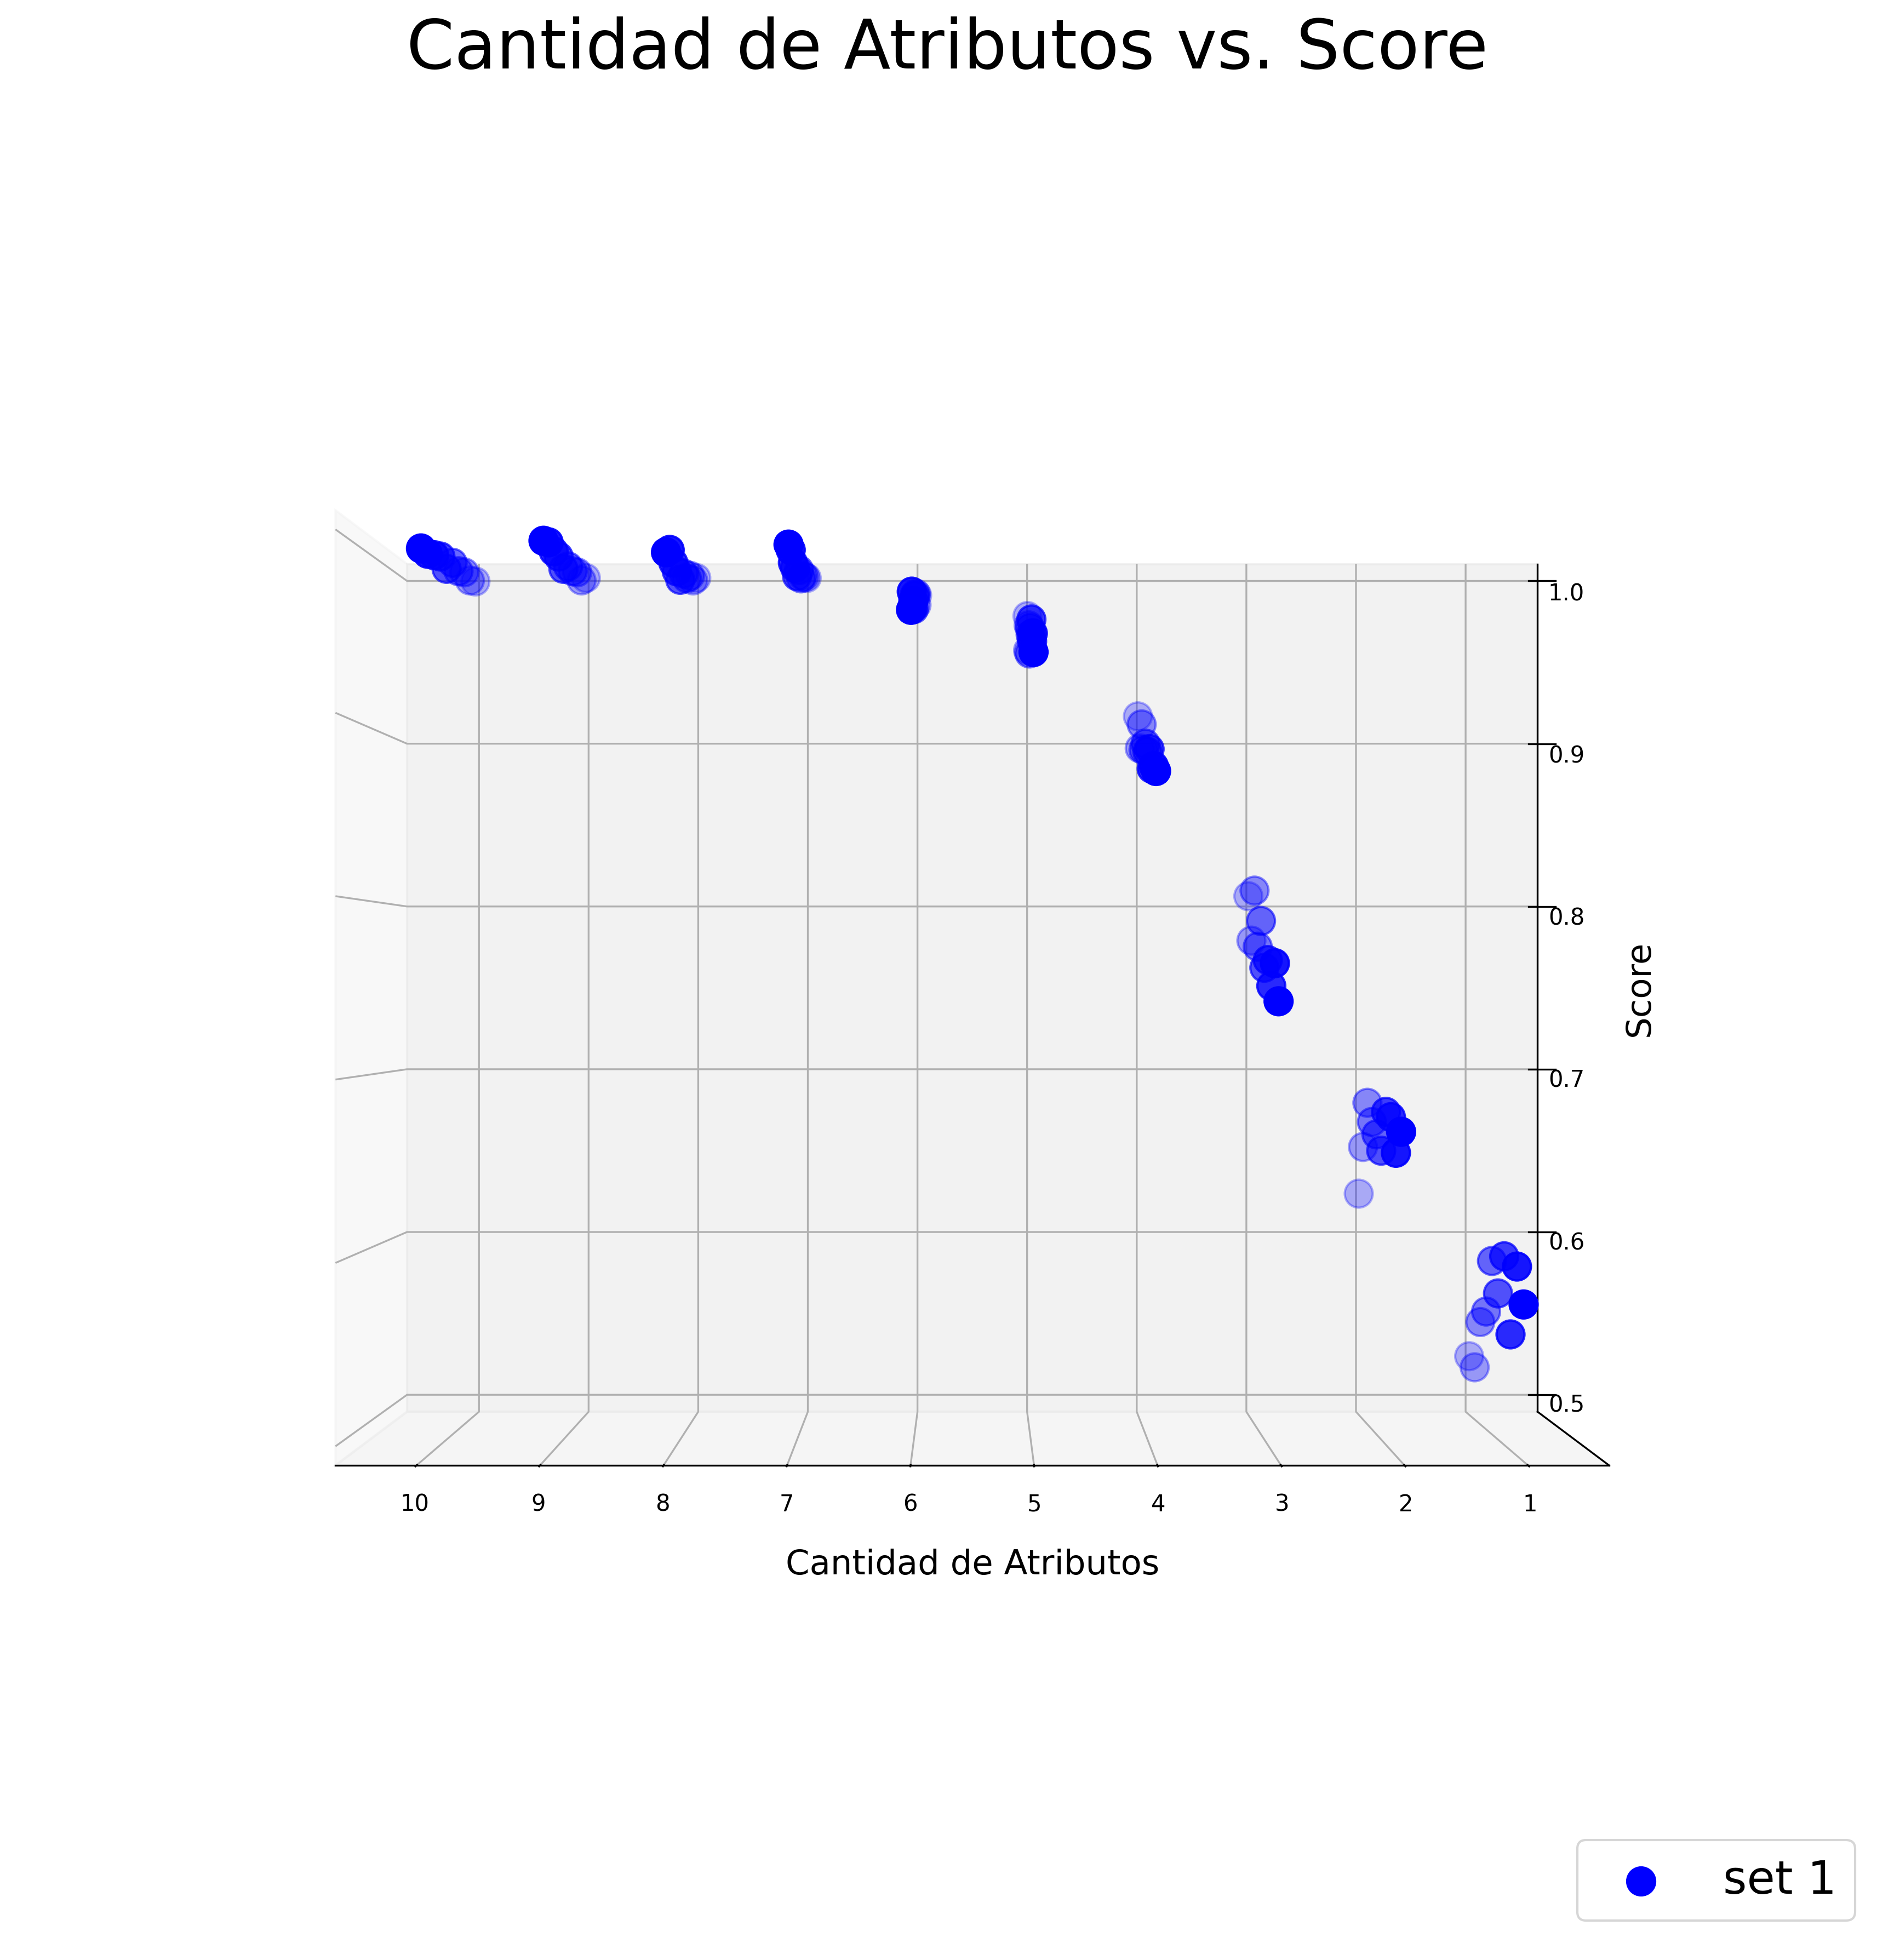 Cantidad de Atributos vs. Score
1.0
0.9
0.8
0.7
0.6
0.5
Score
10 9 8 7 6 5 4 3 2 1
Cantidad de Atributos
set 1